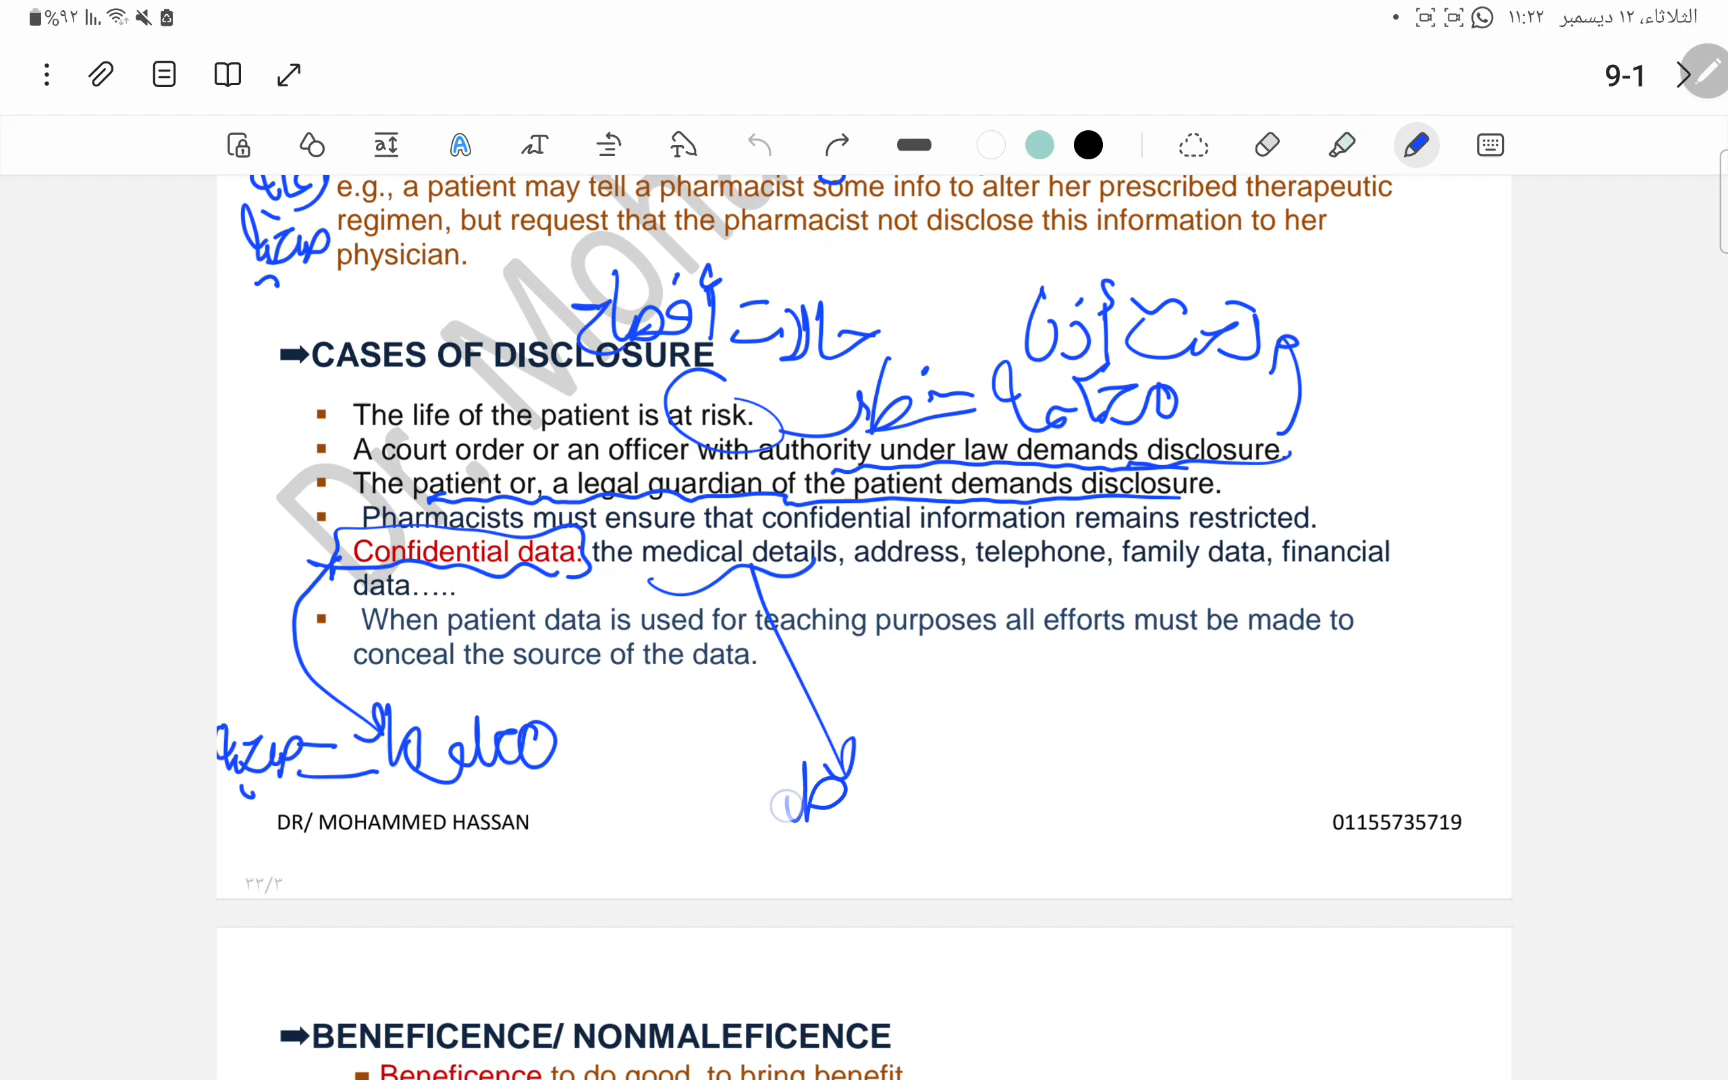 %٩٢
الثلاثاء، ١٢ ديسمبر ١١:٢٢
9-1
e.g., a patient may tell a pharmacist some info to alter her prescribed therapeutic
regimen, but request that the pharmacist not disclose this information to her
physician.
حالات أفصاح
➡CASES OF DISCLOSURE
▪ The life of the patient is at risk.
خطر
▪ A court order or an officer with authority under law demands disclosure.
▪ The patient or, a legal guardian of the patient demands disclosure.
▪ Pharmacists must ensure that confidential information remains restricted.
Confidential data: the medical details, address, telephone, family data, financial
data…..
▪ When patient data is used for teaching purposes all efforts must be made to
conceal the source of the data.
DR/ MOHAMMED HASSAN
01155735719
٣٣/٣
➡BENEFICENCE/ NONMALEFICENCE
▪ Beneficence to do good, to bring benefit